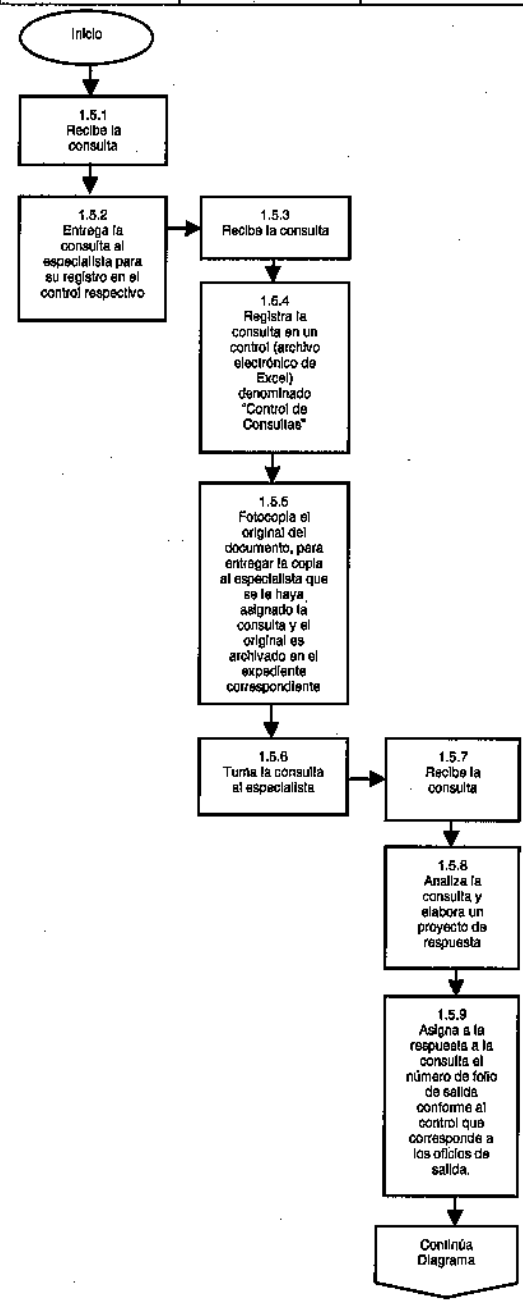 Inicio
1.5.1
Recibe la
consulta
1.5.2
Entrega la
consulta al
especialista para
su registro en el
control respectivo
1.5.3
Recibe la consulta
1.5.4
Registra la
consulta en un
control (archivo
electrónico de
Excel)
denominado
"Control de
Consultas"
1.5.5
Fotocopia el
original del
documento, para
entregar la copia
al especialista que
se le haya
asignado la
consulta y el
original es
archivado en el
expediente
correspondiente
1.5.6
Turna la consulta
al especialista
1.5.7
Recibe la
consulta
1.5.8
Analiza la
consulta y
elabora un
proyecto de
respuesta
1.5.9
Asigna a la
respuesta a la
consulta el
número de folio
de salida
conforme al
control que
corresponde a
los oficios de
salida.
Continúa
Diagrama